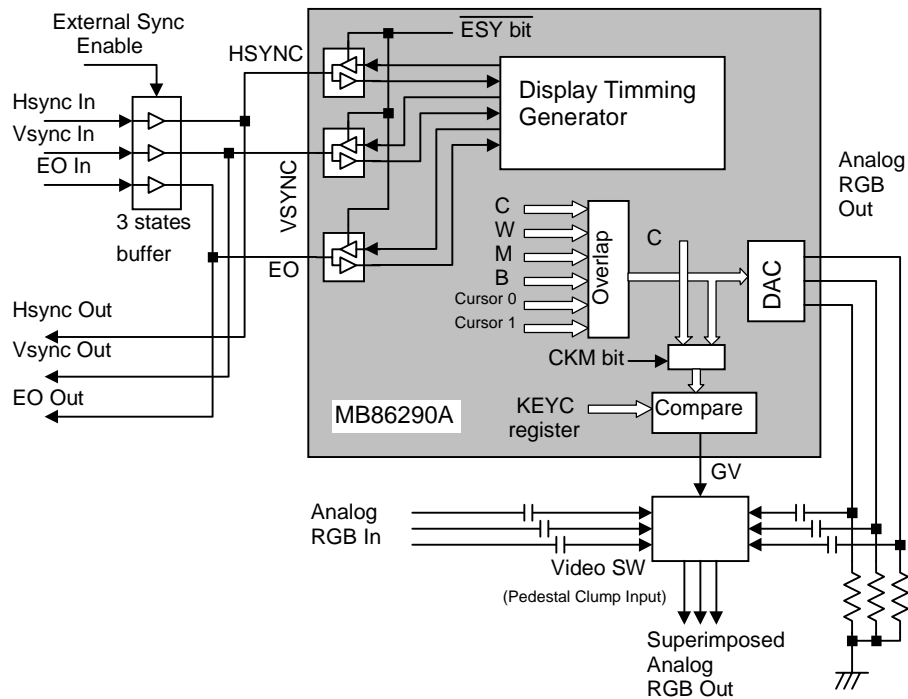 External Sync
Enable
Hsync In
Vsync In
EO In
3 states
buffer
Hsync Out
Vsync Out
EO Out
HSYNC
VSYNC
EO
ESY bit
Display Timming
Generator
C
W
M
B
Cursor 0
Cursor 1
Overlap
C
DAC
Analog
RGB
Out
CKM bit
KEYC
register
Compare
MB86290A
GV
Analog
RGB In
Video SW
(Pedestal Clump Input)
Superimposed
Analog
RGB Out